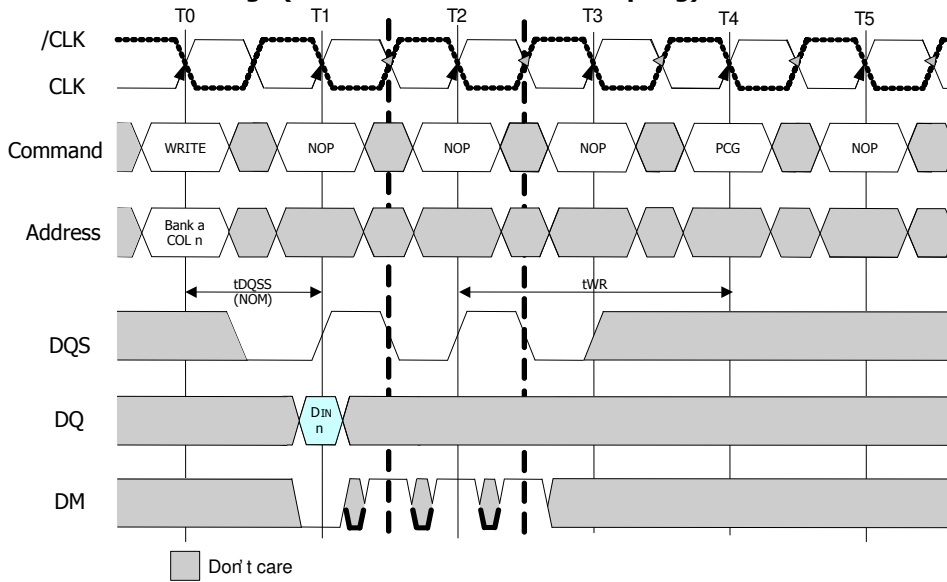 T0 T1 T2 T3 T4 T5
/CLK
CLK
Command WRITE NOP NOP NOP PCG NOP
Address Bank a
COL n
tDQSS
(NOM)
tWR
DQS
DQ DIN
n
DM
Don't care